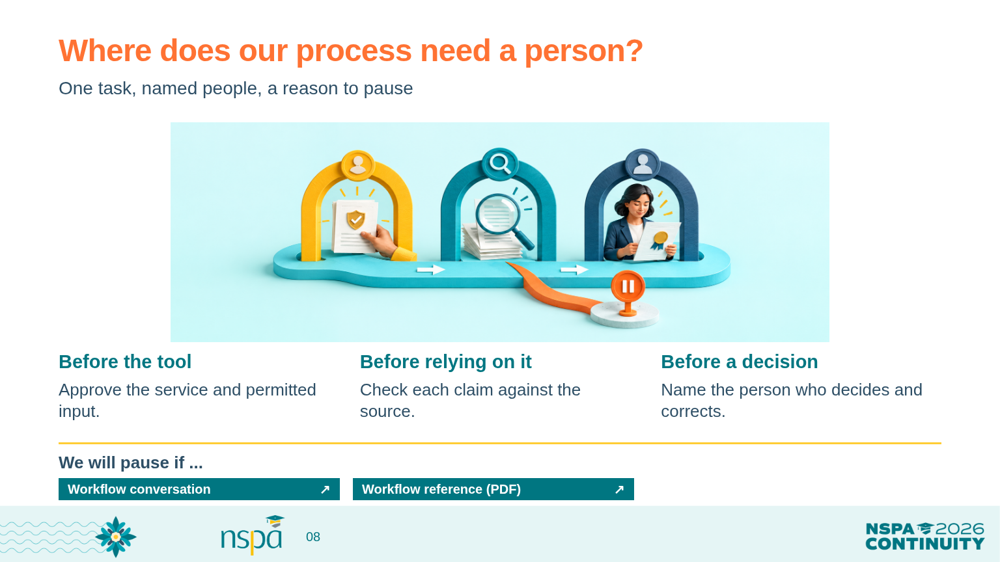 Where does our process need a person?
One task, named people, a reason to pause
Before the tool
Approve the service and permitted
input.
Before relying on it
Check each claim against the
source.
Before a decision
Name the person who decides and
corrects.
We will pause if ...
Workflow conversation ↗
Workflow reference (PDF) ↗
nspa
08
NSPA 2026
CONTINUITY